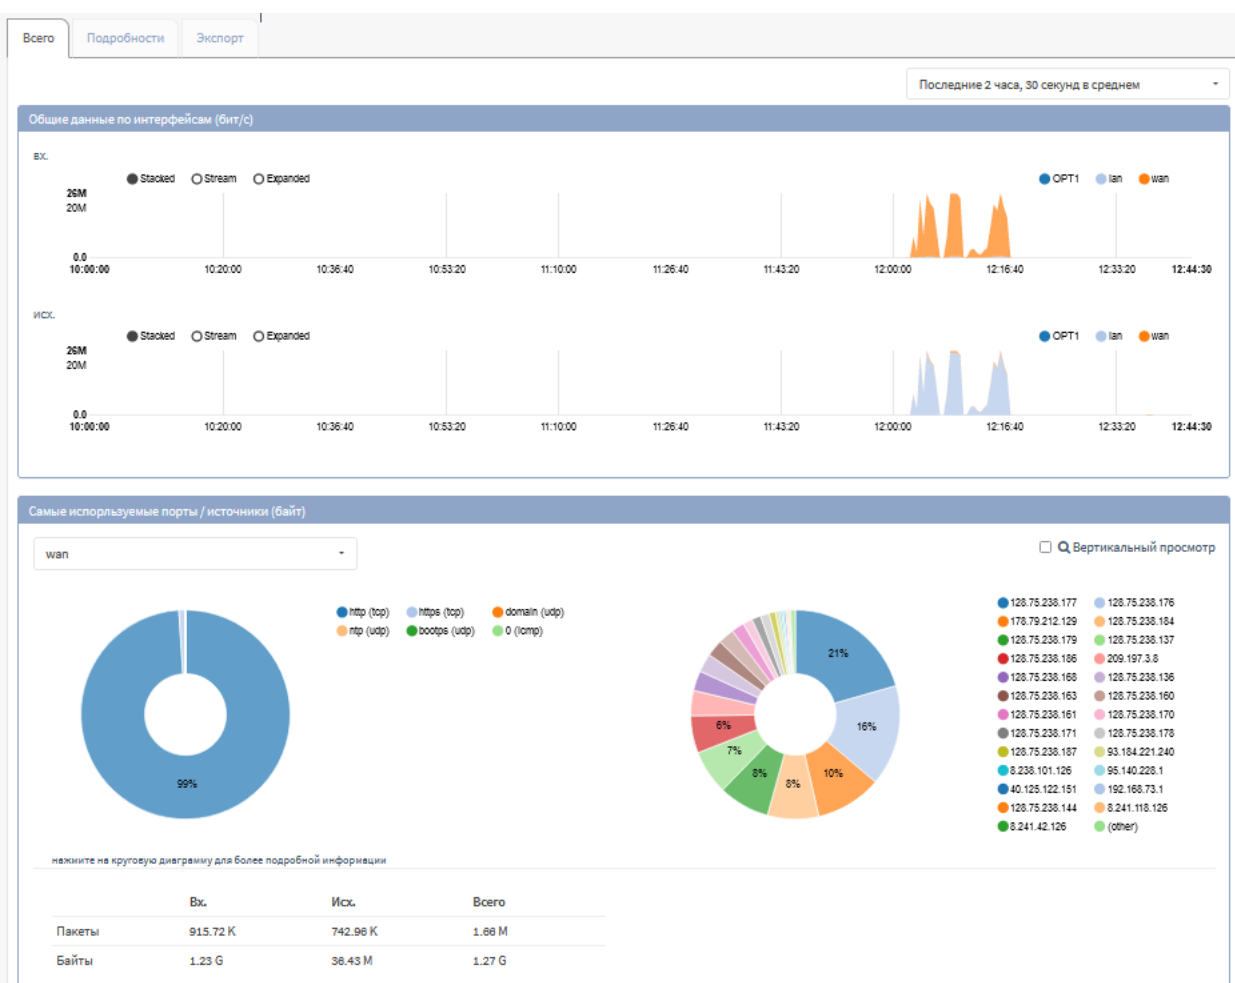 Всего Подробности Экспорт
Последние 2 часа, 30 секунд в среднем
Общие данные по интерфейсам (бит/с)
вх.
Stacked Stream Expanded OPT1 lan wan
26M
20M
0.0
10:00:00 10:20:00 10:36:40 10:53:20 11:10:00 11:26:40 11:43:20 12:00:00 12:16:40 12:33:20 12:44:30
исх.
Stacked Stream Expanded OPT1 lan wan
26M
20M
0.0
10:00:00 10:20:00 10:36:40 10:53:20 11:10:00 11:26:40 11:43:20 12:00:00 12:16:40 12:33:20 12:44:30
Самые испорльзуемые порты / источники (байт)
wan
Вертикальный просмотр
http (tcp) https (tcp) domain (udp)
ntp (udp) bootps (udp) 0 (icmp)
99%
21%
16%
10%
8%
8%
7%
6%
128.75.238.177 128.75.238.176
178.79.212.129 128.75.238.184
128.75.238.179 128.75.238.137
128.75.238.186 209.197.3.8
128.75.238.168 128.75.238.136
128.75.238.163 128.75.238.160
128.75.238.161 128.75.238.170
128.75.238.171 128.75.238.178
128.75.238.187 93.184.221.240
8.238.101.126 95.140.228.1
40.125.122.151 192.168.73.1
128.75.238.144 8.241.118.126
8.241.42.126 (other)
нажмите на круговую диаграмму для более подробной информации
Вх. Исх. Всего
Пакеты 915.72 K 742.96 K 1.66 M
Байты 1.23 G 36.43 M 1.27 G